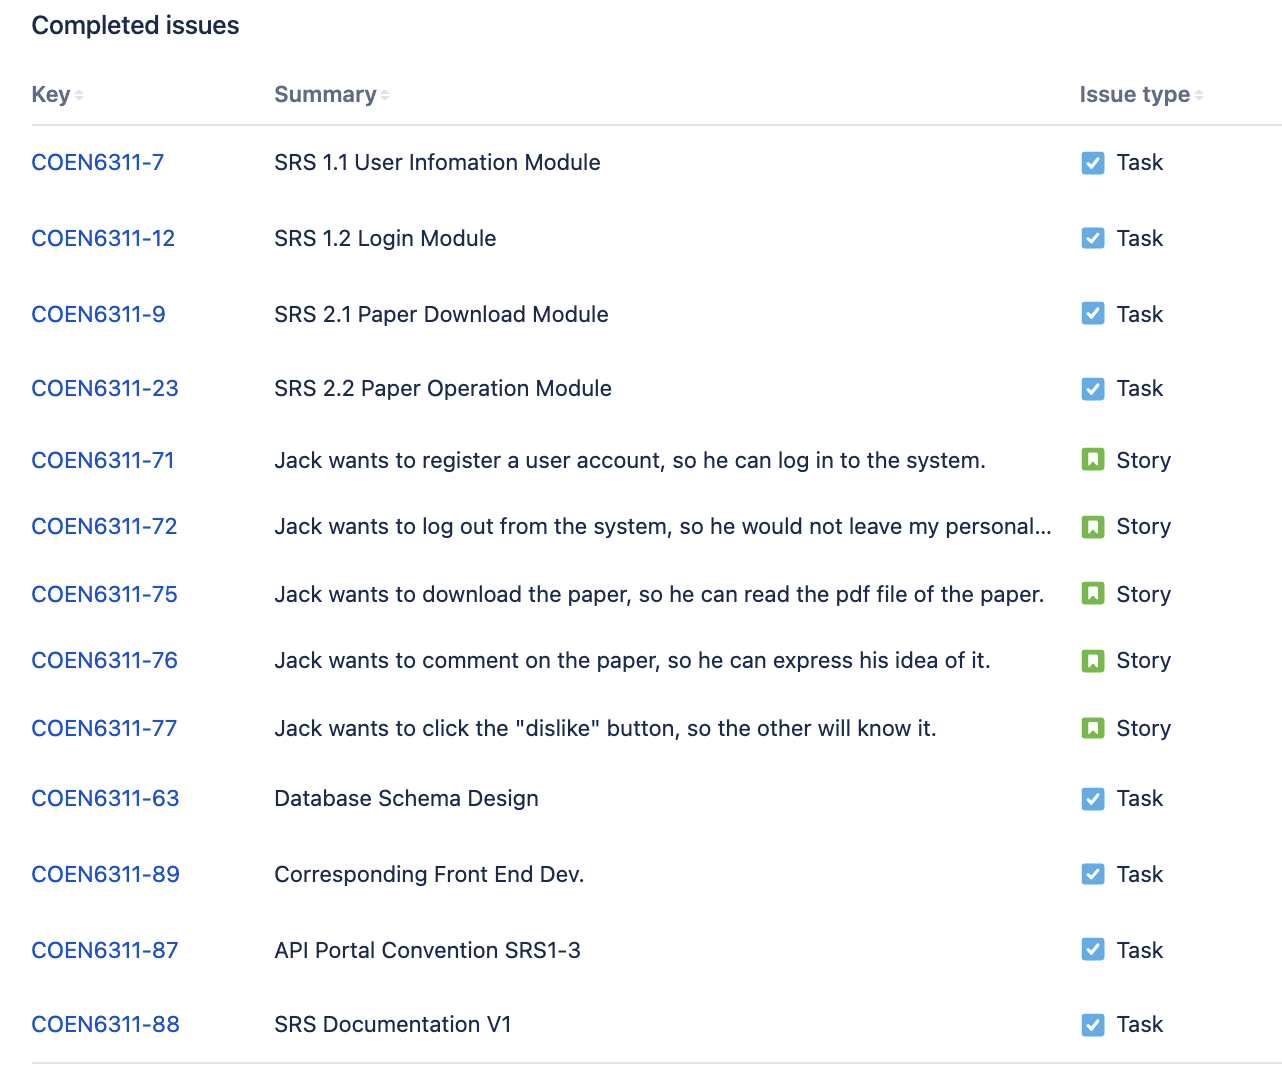 Completed issues
Key Summary Issue type
COEN6311-7 SRS 1.1 User Infomation Module Task
COEN6311-12 SRS 1.2 Login Module Task
COEN6311-9 SRS 2.1 Paper Download Module Task
COEN6311-23 SRS 2.2 Paper Operation Module Task
COEN6311-71 Jack wants to register a user account, so he can log in to the system. Story
COEN6311-72 Jack wants to log out from the system, so he would not leave my personal... Story
COEN6311-75 Jack wants to download the paper, so he can read the pdf file of the paper. Story
COEN6311-76 Jack wants to comment on the paper, so he can express his idea of it. Story
COEN6311-77 Jack wants to click the "dislike" button, so the other will know it. Story
COEN6311-63 Database Schema Design Task
COEN6311-89 Corresponding Front End Dev. Task
COEN6311-87 API Portal Convention SRS1-3 Task
COEN6311-88 SRS Documentation V1 Task